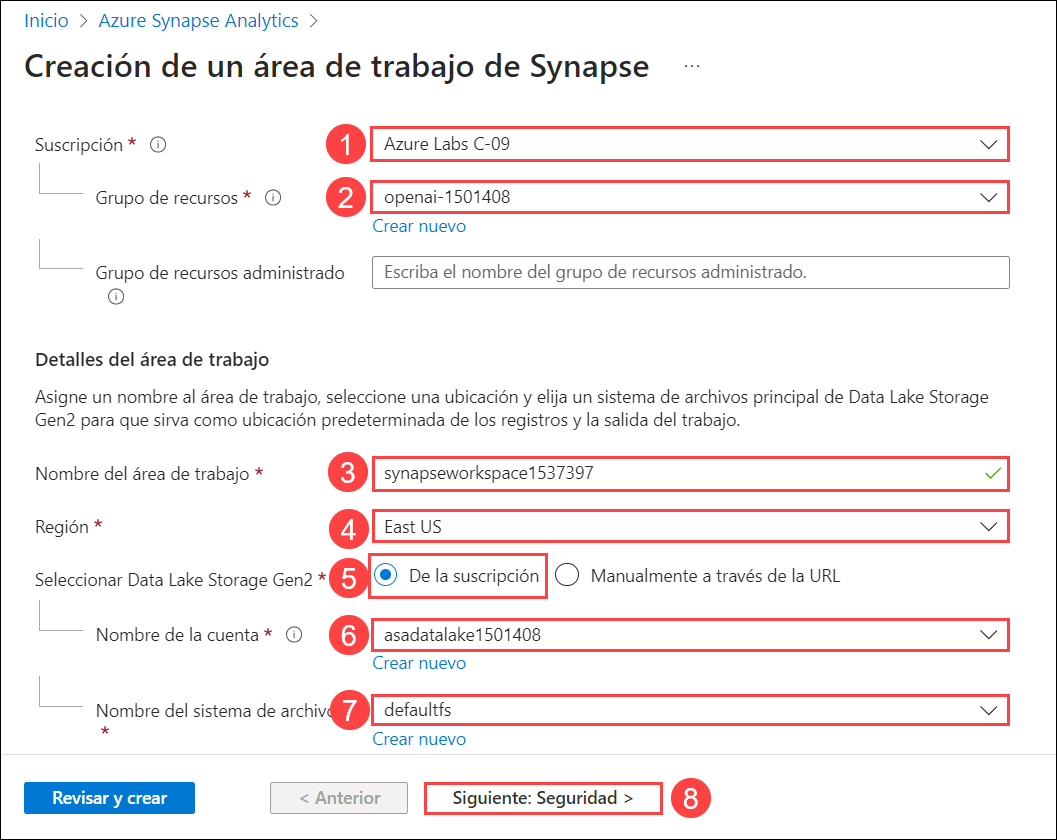 Inicio > Azure Synapse Analytics >
Creación de un área de trabajo de Synapse ...
Suscripción * 1 Azure Labs C-09
Grupo de recursos * 2 openai-1501408
Crear nuevo
Grupo de recursos administrado Escriba el nombre del grupo de recursos administrado.
Detalles del área de trabajo
Asigne un nombre al área de trabajo, seleccione una ubicación y elija un sistema de archivos principal de Data Lake Storage
Gen2 para que sirva como ubicación predeterminada de los registros y la salida del trabajo.
Nombre del área de trabajo * 3 synapseworkspace1537397
Región * 4 East US
Seleccionar Data Lake Storage Gen2 * 5 De la suscripción Manualmente a través de la URL
Nombre de la cuenta * 6 asadatalake1501408
Crear nuevo
Nombre del sistema de archivo 7 defaultfs
*
Crear nuevo
Revisar y crear < Anterior Siguiente: Seguridad > 8